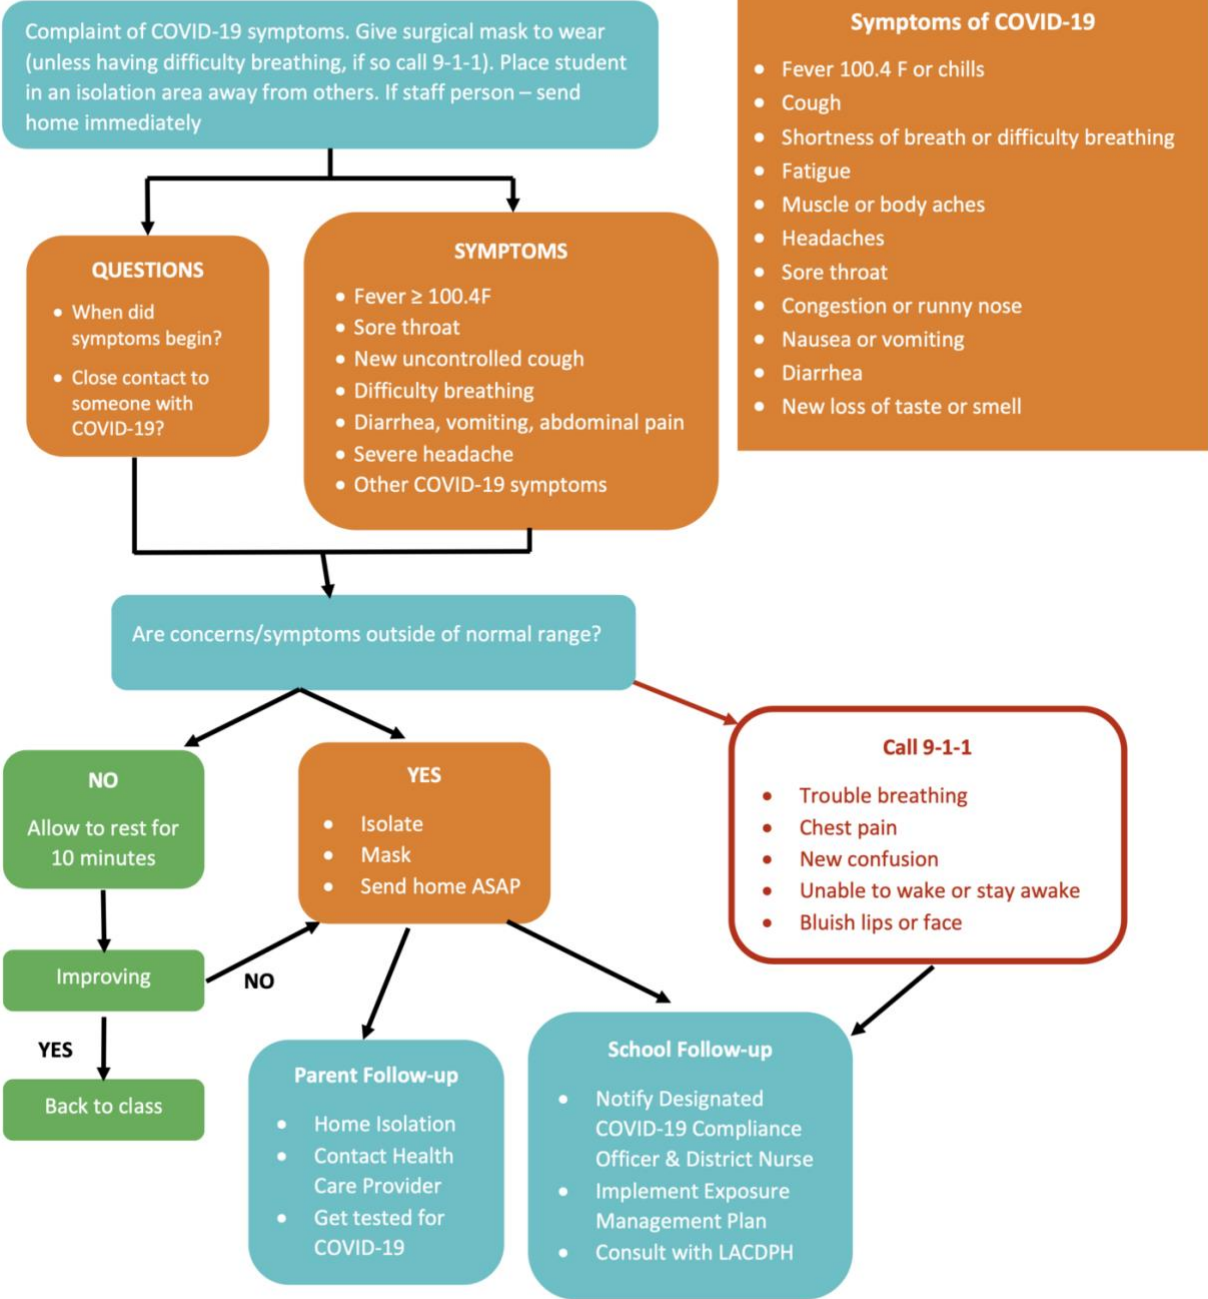 Complaint of COVID-19 symptoms. Give surgical mask to wear
(unless having difficulty breathing, if so call 9-1-1). Place student
in an isolation area away from others. If staff person – send
home immediately
Symptoms of COVID-19
• Fever 100.4 F or chills
• Cough
• Shortness of breath or difficulty breathing
• Fatigue
• Muscle or body aches
• Headaches
• Sore throat
• Congestion or runny nose
• Nausea or vomiting
• Diarrhea
• New loss of taste or smell
QUESTIONS
• When did
symptoms begin?
• Close contact to
someone with
COVID-19?
SYMPTOMS
• Fever ≥ 100.4F
• Sore throat
• New uncontrolled cough
• Difficulty breathing
• Diarrhea, vomiting, abdominal pain
• Severe headache
• Other COVID-19 symptoms
Are concerns/symptoms outside of normal range?
NO
Allow to rest for
10 minutes
YES
• Isolate
• Mask
• Send home ASAP
Call 9-1-1
• Trouble breathing
• Chest pain
• New confusion
• Unable to wake or stay awake
• Bluish lips or face
Improving
NO
YES
Back to class
Parent Follow-up
• Home Isolation
• Contact Health
Care Provider
• Get tested for
COVID-19
School Follow-up
• Notify Designated
COVID-19 Compliance
Officer & District Nurse
• Implement Exposure
Management Plan
• Consult with LACDPH